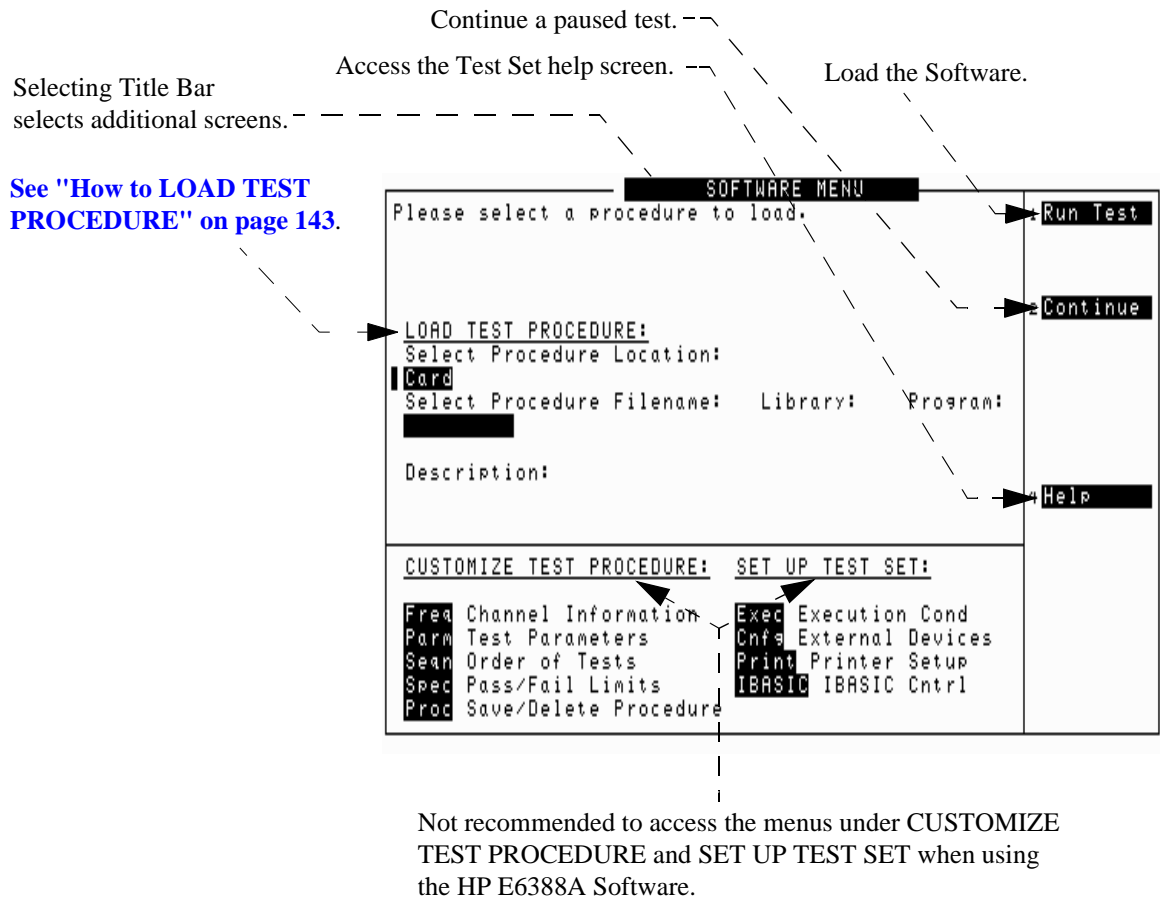 Continue a paused test.
Access the Test Set help screen.
Load the Software.
Selecting Title Bar
selects additional screens.
See "How to LOAD TEST
PROCEDURE" on page 143.
SOFTWARE MENU
Please select a procedure to load.
1 Run Test
2 Continue
LOAD TEST PROCEDURE:
Select Procedure Location:
Card
Select Procedure Filename: Library: Program:
Description:
4 Help
CUSTOMIZE TEST PROCEDURE: SET UP TEST SET:
Freq Channel Information Exec Execution Cond
Parm Test Parameters Cnfg External Devices
Seqn Order of Tests Print Printer Setup
Spec Pass/Fail Limits IBASIC IBASIC Cntrl
Proc Save/Delete Procedure
Not recommended to access the menus under CUSTOMIZE
TEST PROCEDURE and SET UP TEST SET when using
the HP E6388A Software.